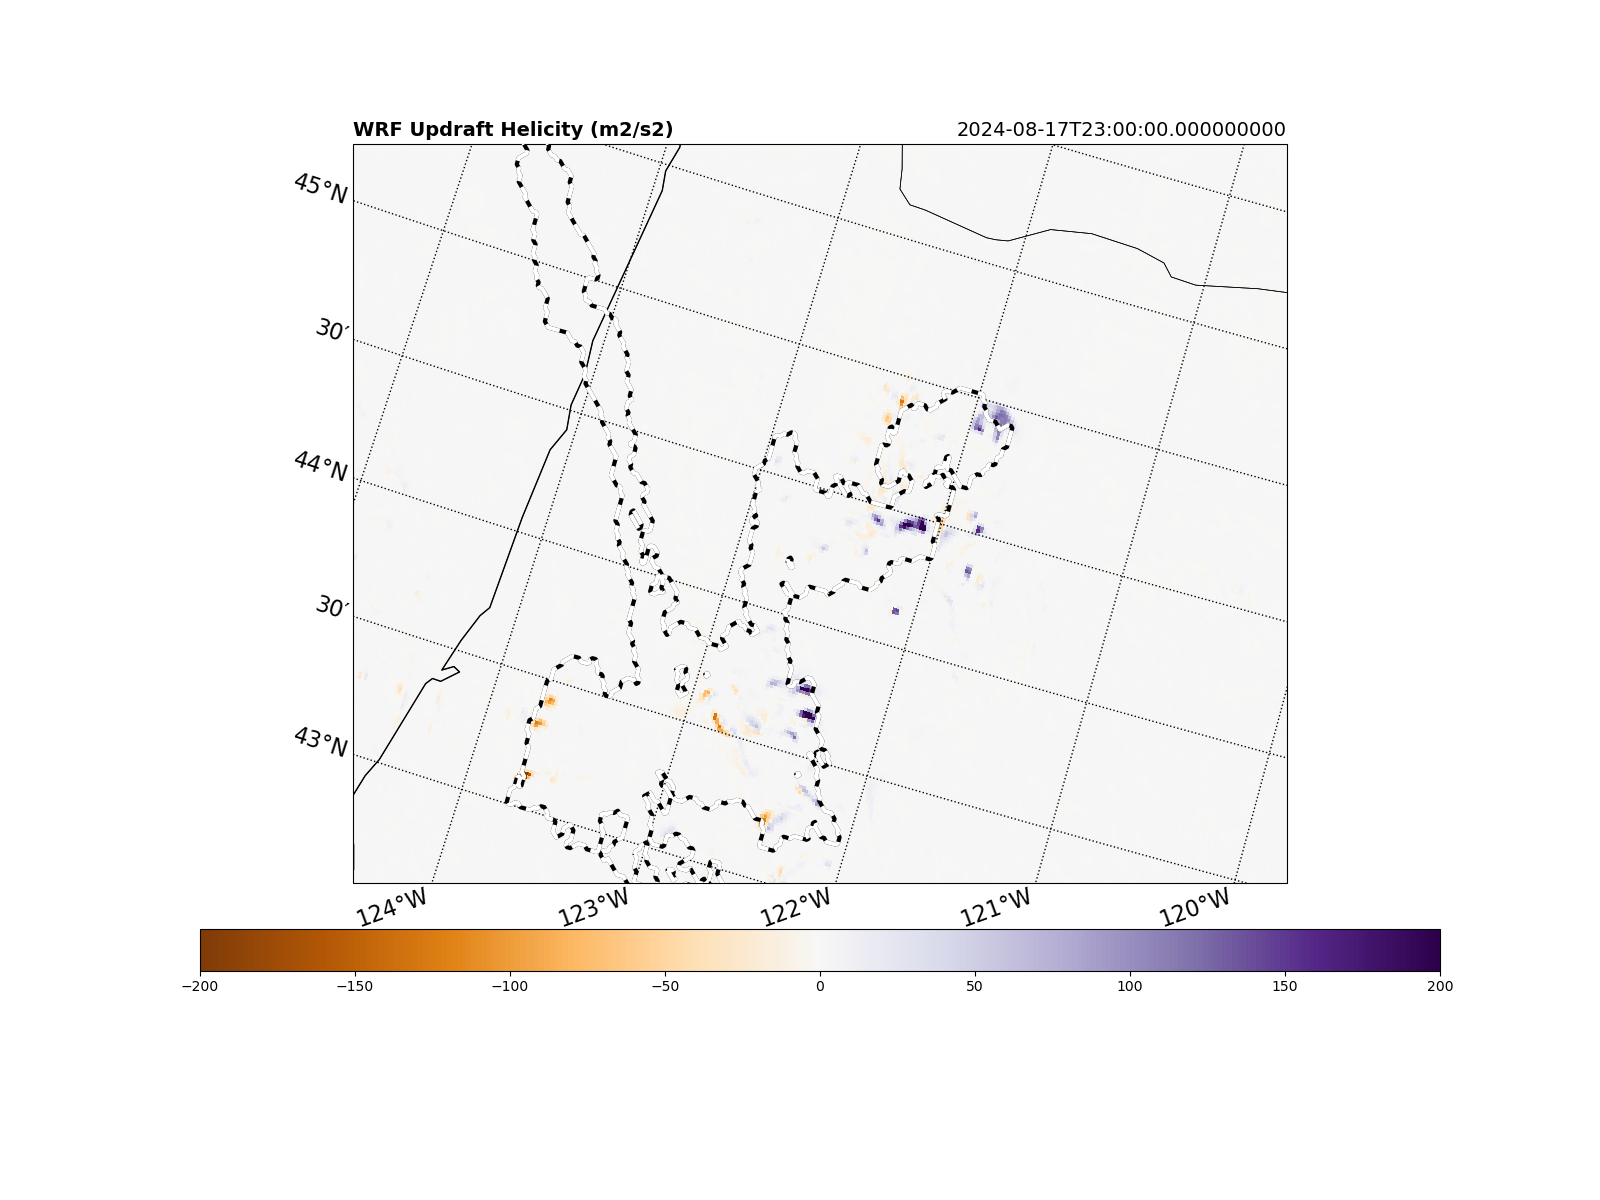 WRF Updraft Helicity (m2/s2) 2024-08-17T23:00:00.000000000
45°N
30′
44°N
30′
43°N
124°W 123°W 122°W 121°W 120°W
−200 −150 −100 −50 0 50 100 150 200